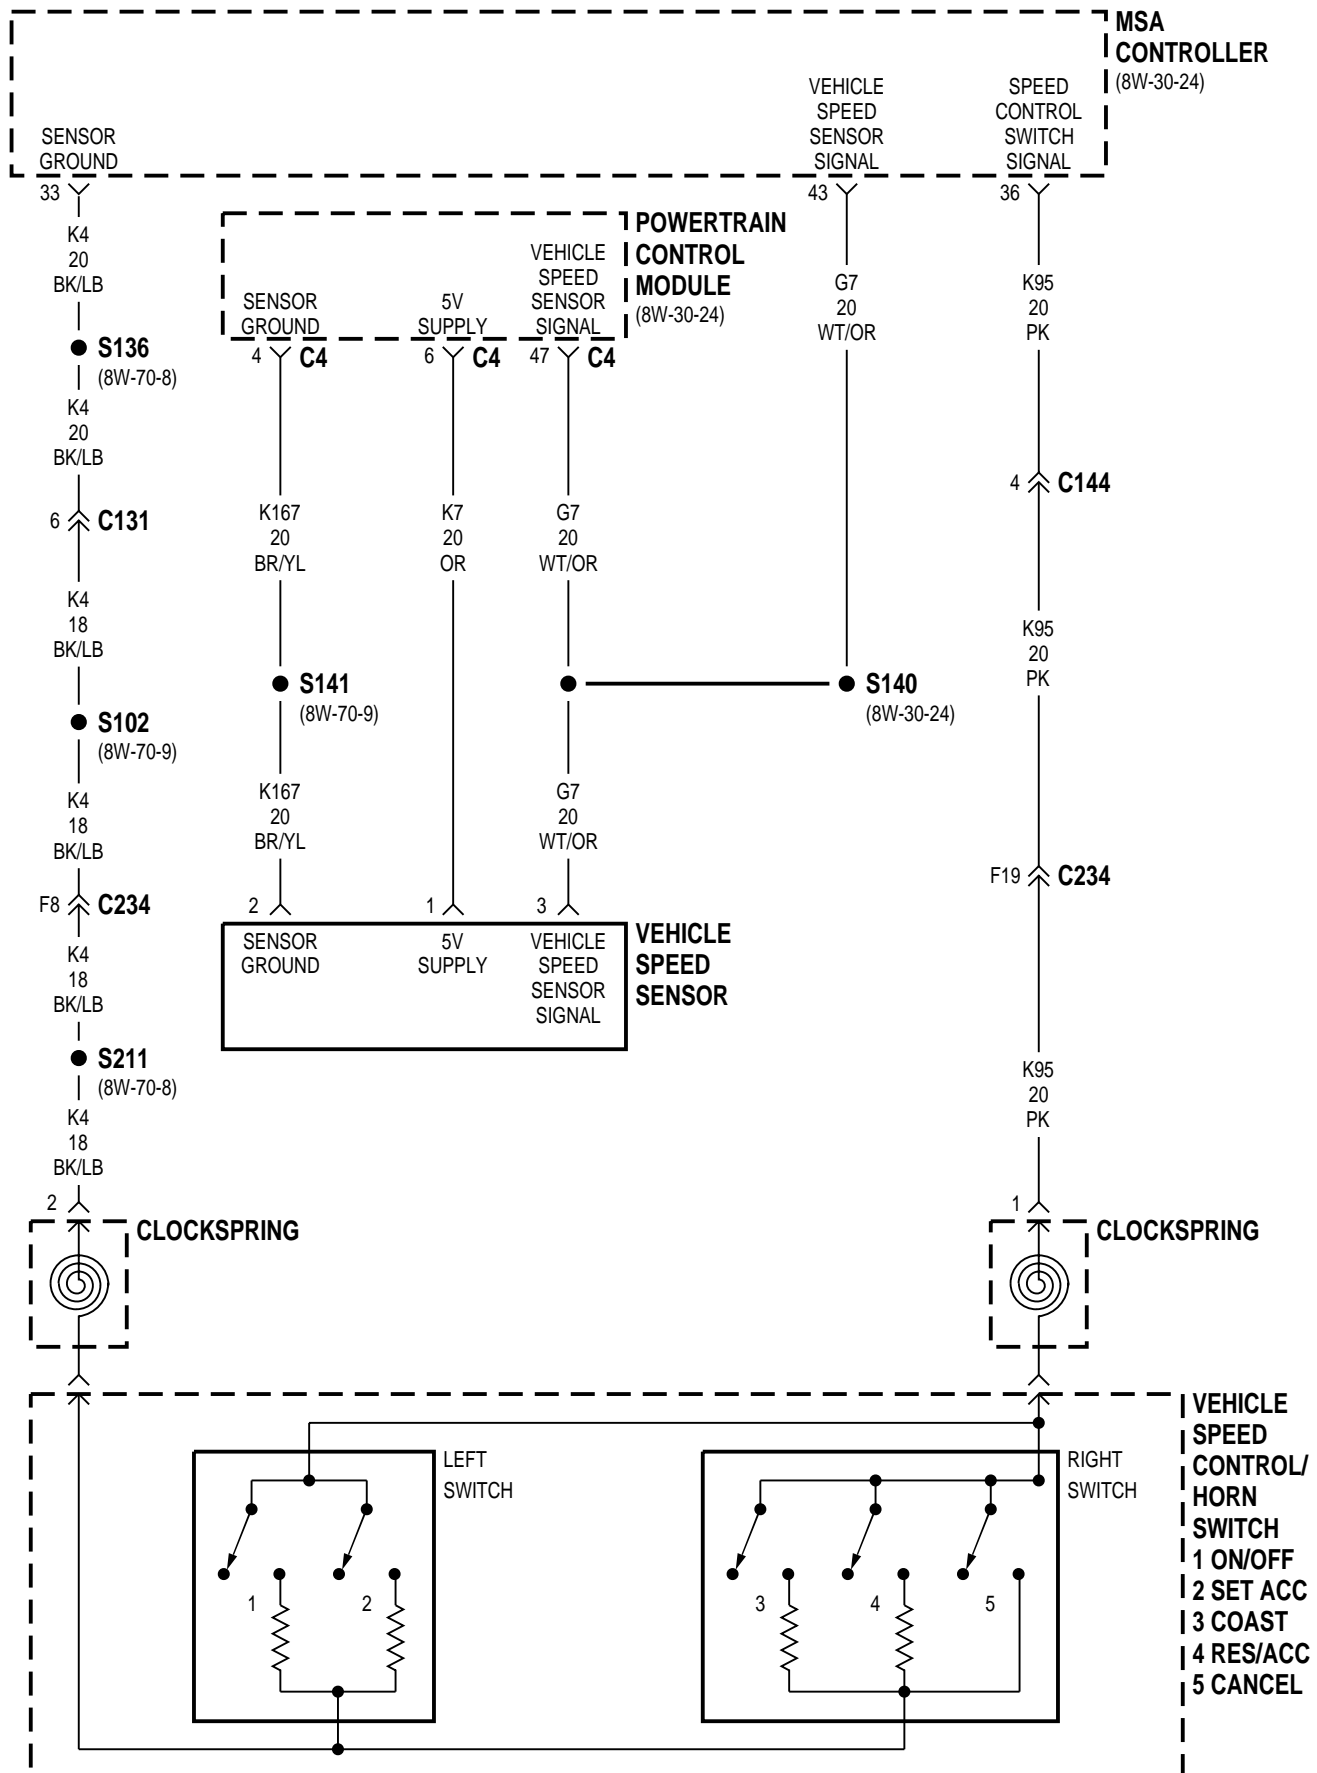 MSA
CONTROLLER
(8W-30-24)
SENSOR
GROUND
VEHICLE
SPEED
SENSOR
SIGNAL
SPEED
CONTROL
SWITCH
SIGNAL
33
43
36
K4
20
BK/LB
POWERTRAIN
CONTROL
MODULE
(8W-30-24)
SENSOR
GROUND
5V
SUPPLY
VEHICLE
SPEED
SENSOR
SIGNAL
G7
20
WT/OR
K95
20
PK
4
C4
6
C4
47
C4
S136
(8W-70-8)
K4
20
BK/LB
6
C131
K167
20
BR/YL
K7
20
OR
G7
20
WT/OR
4
C144
K4
18
BK/LB
K95
20
PK
S141
(8W-70-9)
S140
(8W-30-24)
S102
(8W-70-9)
K4
18
BK/LB
K167
20
BR/YL
G7
20
WT/OR
F19
C234
F8
C234
2
1
3
SENSOR
GROUND
5V
SUPPLY
VEHICLE
SPEED
SENSOR
SIGNAL
VEHICLE
SPEED
SENSOR
K4
18
BK/LB
S211
(8W-70-8)
K4
18
BK/LB
K95
20
PK
2
CLOCKSPRING
1
CLOCKSPRING
LEFT
SWITCH
1
2
RIGHT
SWITCH
3
4
5
VEHICLE
SPEED
CONTROL/
HORN
SWITCH
1 ON/OFF
2 SET ACC
3 COAST
4 RES/ACC
5 CANCEL